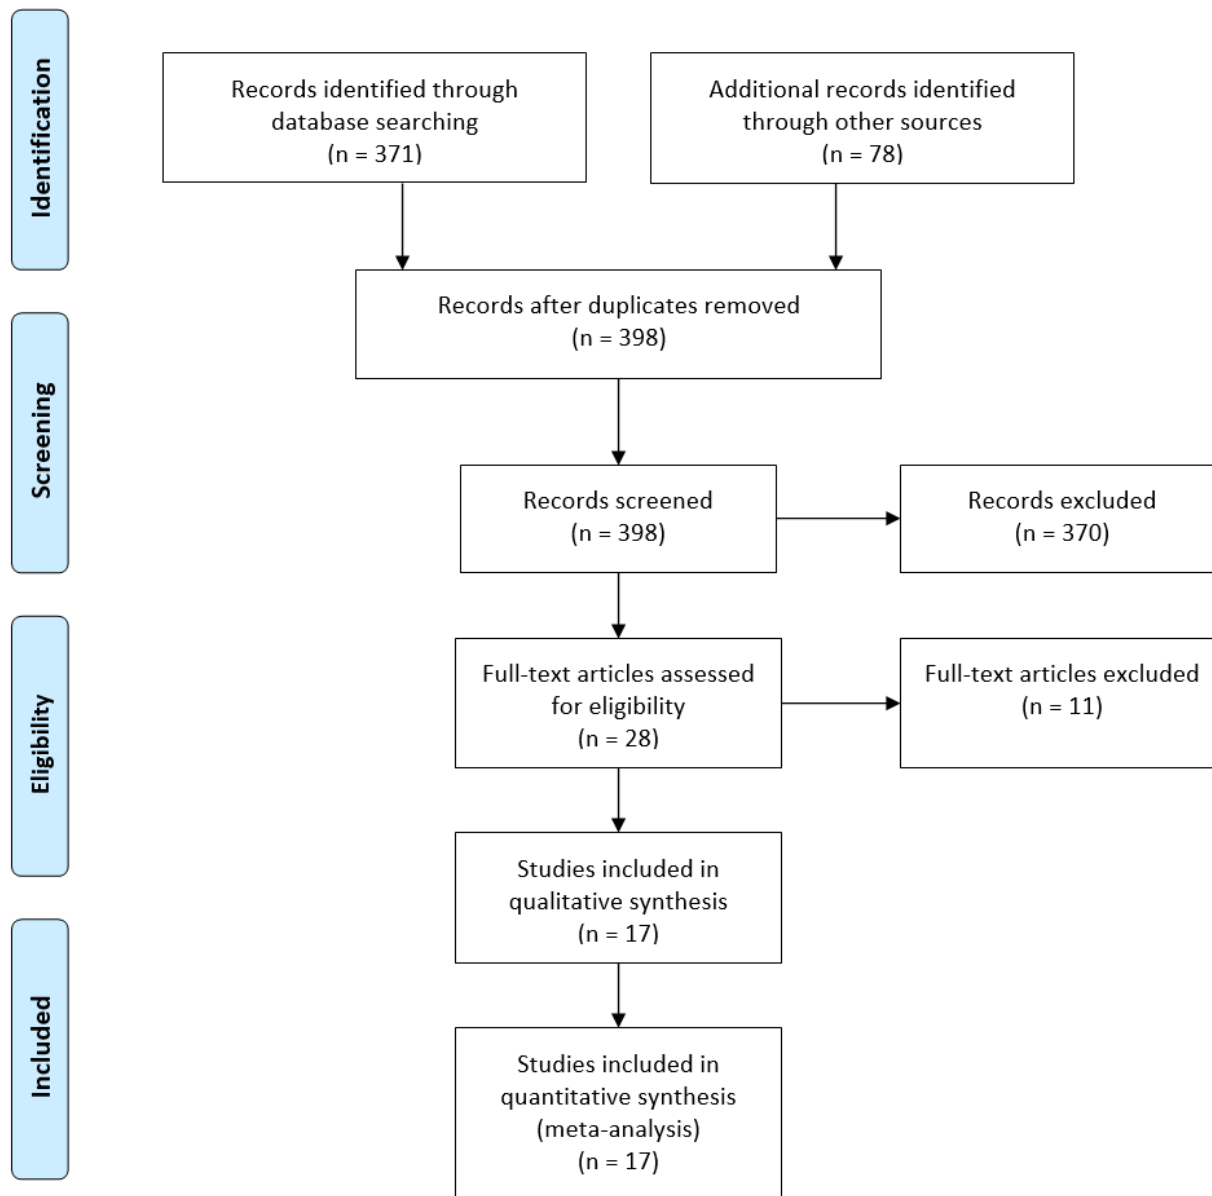 Identification
Records identified through
database searching
(n = 371)
Additional records identified
through other sources
(n = 78)
Records after duplicates removed
(n = 398)
Screening
Records screened
(n = 398)
Records excluded
(n = 370)
Eligibility
Full-text articles assessed
for eligibility
(n = 28)
Full-text articles excluded
(n = 11)
Studies included in
qualitative synthesis
(n = 17)
Included
Studies included in
quantitative synthesis
(meta-analysis)
(n = 17)